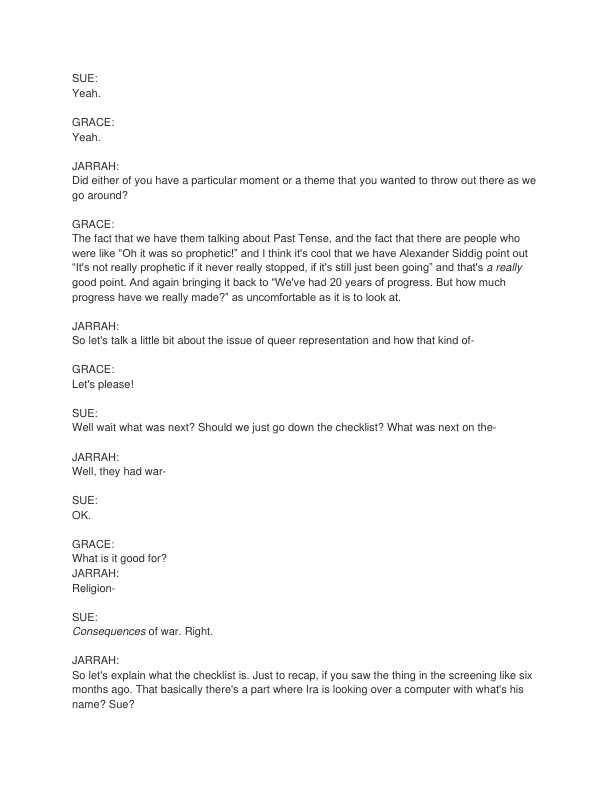 SUE:
Yeah.
GRACE:
Yeah.
JARRAH:
Did either of you have a particular moment or a theme that you wanted to throw out there as we
go around?
GRACE:
The fact that we have them talking about Past Tense, and the fact that there are people who
were like “Oh it was so prophetic!” and I think it's cool that we have Alexander Siddig point out
“It's not really prophetic if it never really stopped, if it's still just been going” and that's a really
good point. And again bringing it back to “We've had 20 years of progress. But how much
progress have we really made?” as uncomfortable as it is to look at.
JARRAH:
So let's talk a little bit about the issue of queer representation and how that kind of-
GRACE:
Let's please!
SUE:
Well wait what was next? Should we just go down the checklist? What was next on the-
JARRAH:
Well, they had war-
SUE:
OK.
GRACE:
What is it good for?
JARRAH:
Religion-
SUE:
Consequences of war. Right.
JARRAH:
So let's explain what the checklist is. Just to recap, if you saw the thing in the screening like six
months ago. That basically there's a part where Ira is looking over a computer with what's his
name? Sue?